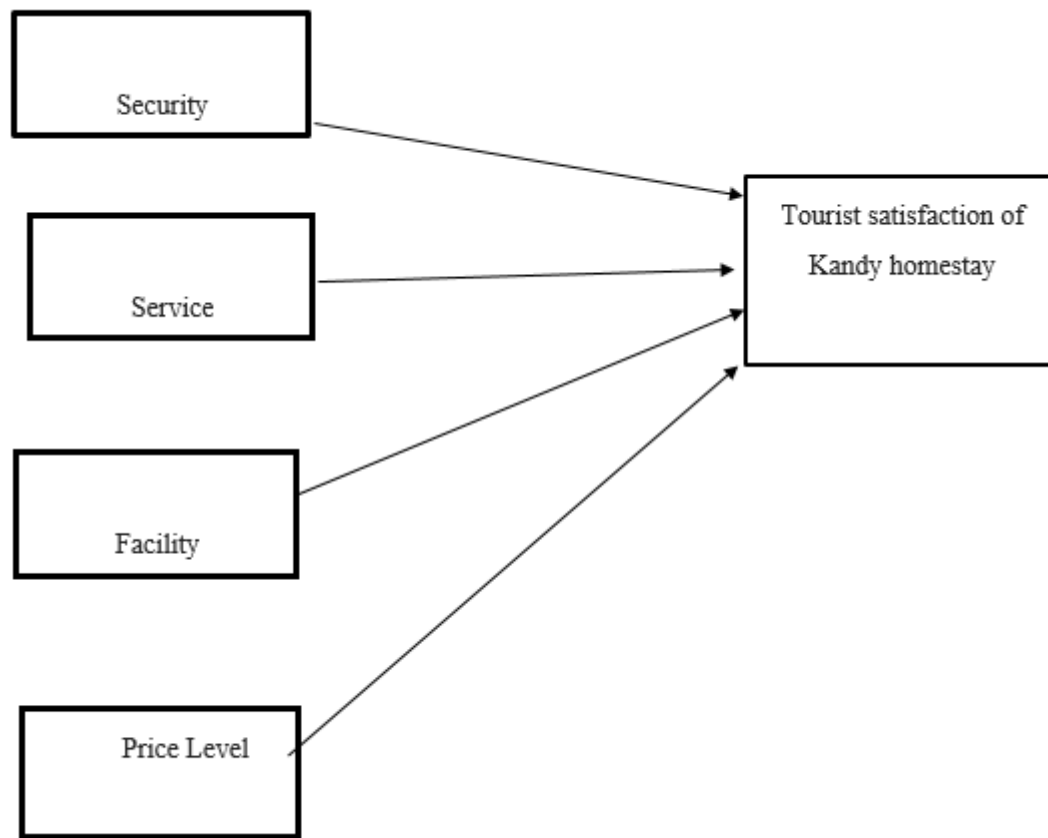 Security
Service
Facility
Price Level
Tourist satisfaction of
Kandy homestay